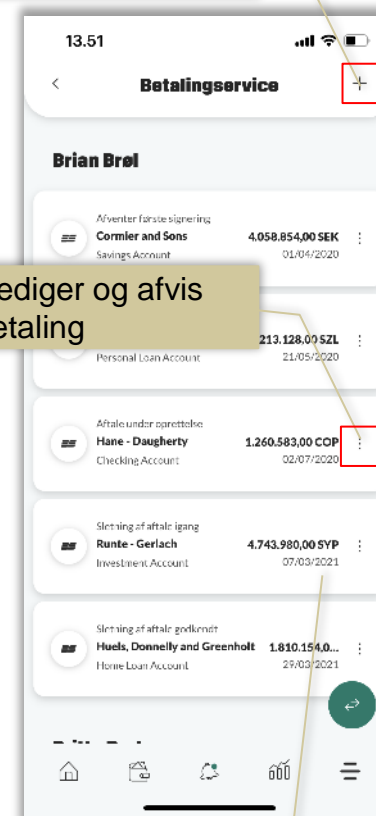 13.51
Betalingsservice
Brian Brøl
Afventer første signering
Cormier and Sons 4.058.854,00 SEK
Savings Account 01/04/2020
ediger og afvis
etaling
213.128,00 SZL
Personal Loan Account 21/05/2020
Aftale under oprettelse
Hane - Daugherty 1.260.583,00 COP
Checking Account 02/07/2020
Sletning af aftale igang
Runte - Gerlach 4.743.980,00 SYP
Investment Account 07/03/2021
Sletning af aftale godkendt
Huels, Donnelly and Greenholt 1.810.154,0...
Home Loan Account 29/03/2021